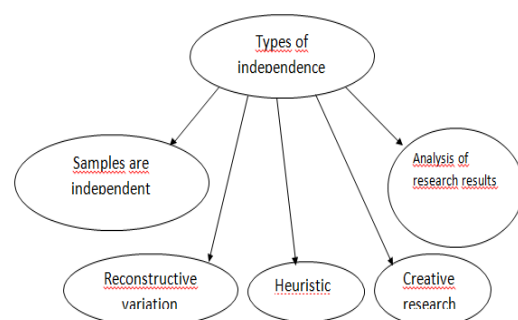 Types of
independence
Samples are
independent
Analysis of
research results
Reconstructive
variation
Heuristic
Creative
research